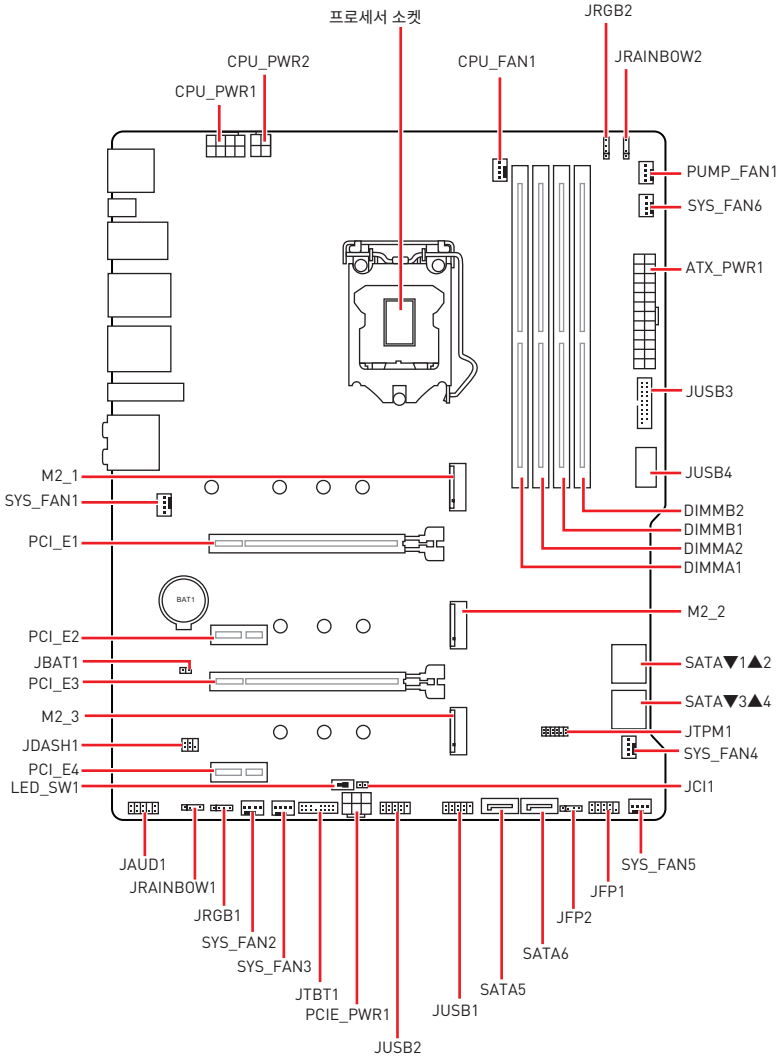 프로세서 소켓
JRGB2
CPU_PWR2
CPU_FAN1
JRAINBOW2
CPU_PWR1
PUMP_FAN1
SYS_FAN6
ATX_PWR1
JUSB3
M2_1
JUSB4
SYS_FAN1
DIMMB2
DIMMB1
PCI_E1
DIMMA2
DIMMA1
BAT1
M2_2
PCI_E2
JBAT1
SATA▼1▲2
PCI_E3
SATA▼3▲4
M2_3
JTPM1
JDASH1
SYS_FAN4
PCI_E4
LED_SW1
JCI1
JAUD1
SYS_FAN5
JRAINBOW1
JFP1
JRGB1
JFP2
SYS_FAN2
SATA6
SYS_FAN3
SATA5
JTBT1
JUSB1
PCIE_PWR1
JUSB2